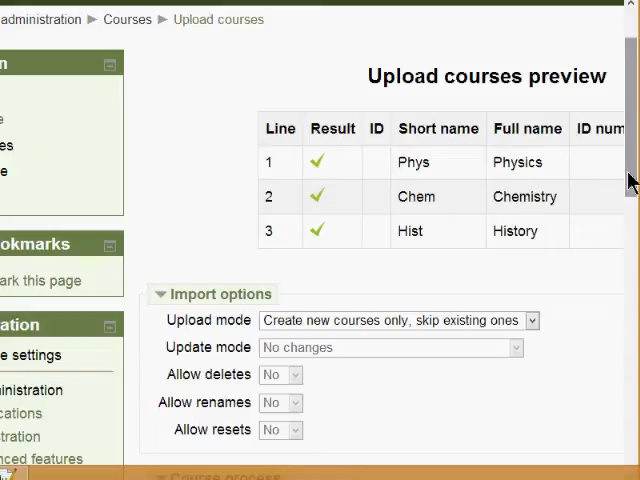 administration ▶ Courses ▶ Upload courses
Upload courses preview
Line Result ID Short name Full name ID num
1 Phys Physics
2 Chem Chemistry
3 Hist History
okmarks
ark this page
ation
e settings
inistration
cations
stration
nced features
Import options
Upload mode Create new courses only, skip existing ones
Update mode No changes
Allow deletes No
Allow renames No
Allow resets No
Course process